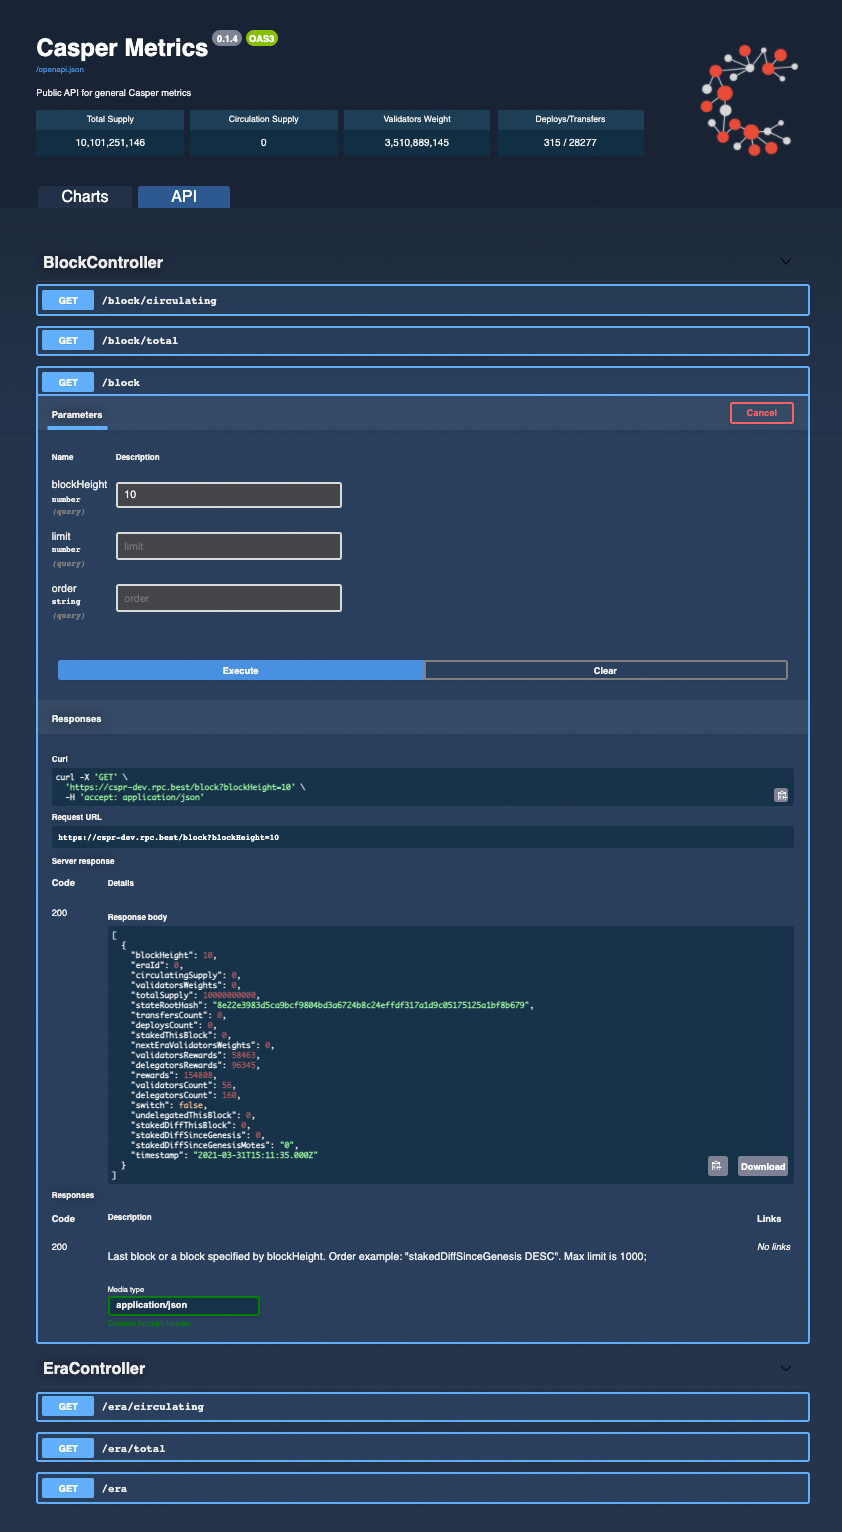 Casper Metrics 0.1.4 OAS3
/openapi.json
Public API for general Casper metrics
Total Supply Circulation Supply Validators Weight Deploys/Transfers
10,101,251,146 0 3,510,889,145 315 / 28277
Charts API
BlockController
GET /block/circulating
GET /block/total
GET /block
Parameters Cancel
Name Description
blockHeight 10
number
(query)
limit limit
number
(query)
order order
string
(query)
Execute Clear
Responses
Curl
curl -X 'GET' \
'https://cspr-dev.rpc.best/block?blockHeight=10' \
-H 'accept: application/json'
Request URL
https://cspr-dev.rpc.best/block?blockHeight=10
Server response
Code Details
200
Response body
[
{
"blockHeight": 10,
"eraId": 0,
"circulatingSupply": 0,
"validatorsWeights": 0,
"totalSupply": 10000000000,
"stateRootHash": "8e22e3983d5ca9bcf9804bd3a6724b8c24effdf317a1d9c05175125a1bf8b679",
"transfersCount": 0,
"deploysCount": 0,
"stakedThisBlock": 0,
"nextEraValidatorsWeights": 0,
"validatorsRewards": 58463,
"delegatorsRewards": 96345,
"rewards": 154808,
"validatorsCount": 56,
"delegatorsCount": 160,
"switch": false,
"undelegatedThisBlock": 0,
"stakedDiffThisBlock": 0,
"stakedDiffSinceGenesis": 0,
"stakedDiffSinceGenesisMotes": "0",
"timestamp": "2021-03-31T15:11:35.000Z"
}
]
Download
Responses
Code Description Links
200 Last block or a block specified by blockHeight. Order example: "stakedDiffSinceGenesis DESC". Max limit is 1000; No links
Media type
application/json
Controls Accept header.
EraController
GET /era/circulating
GET /era/total
GET /era